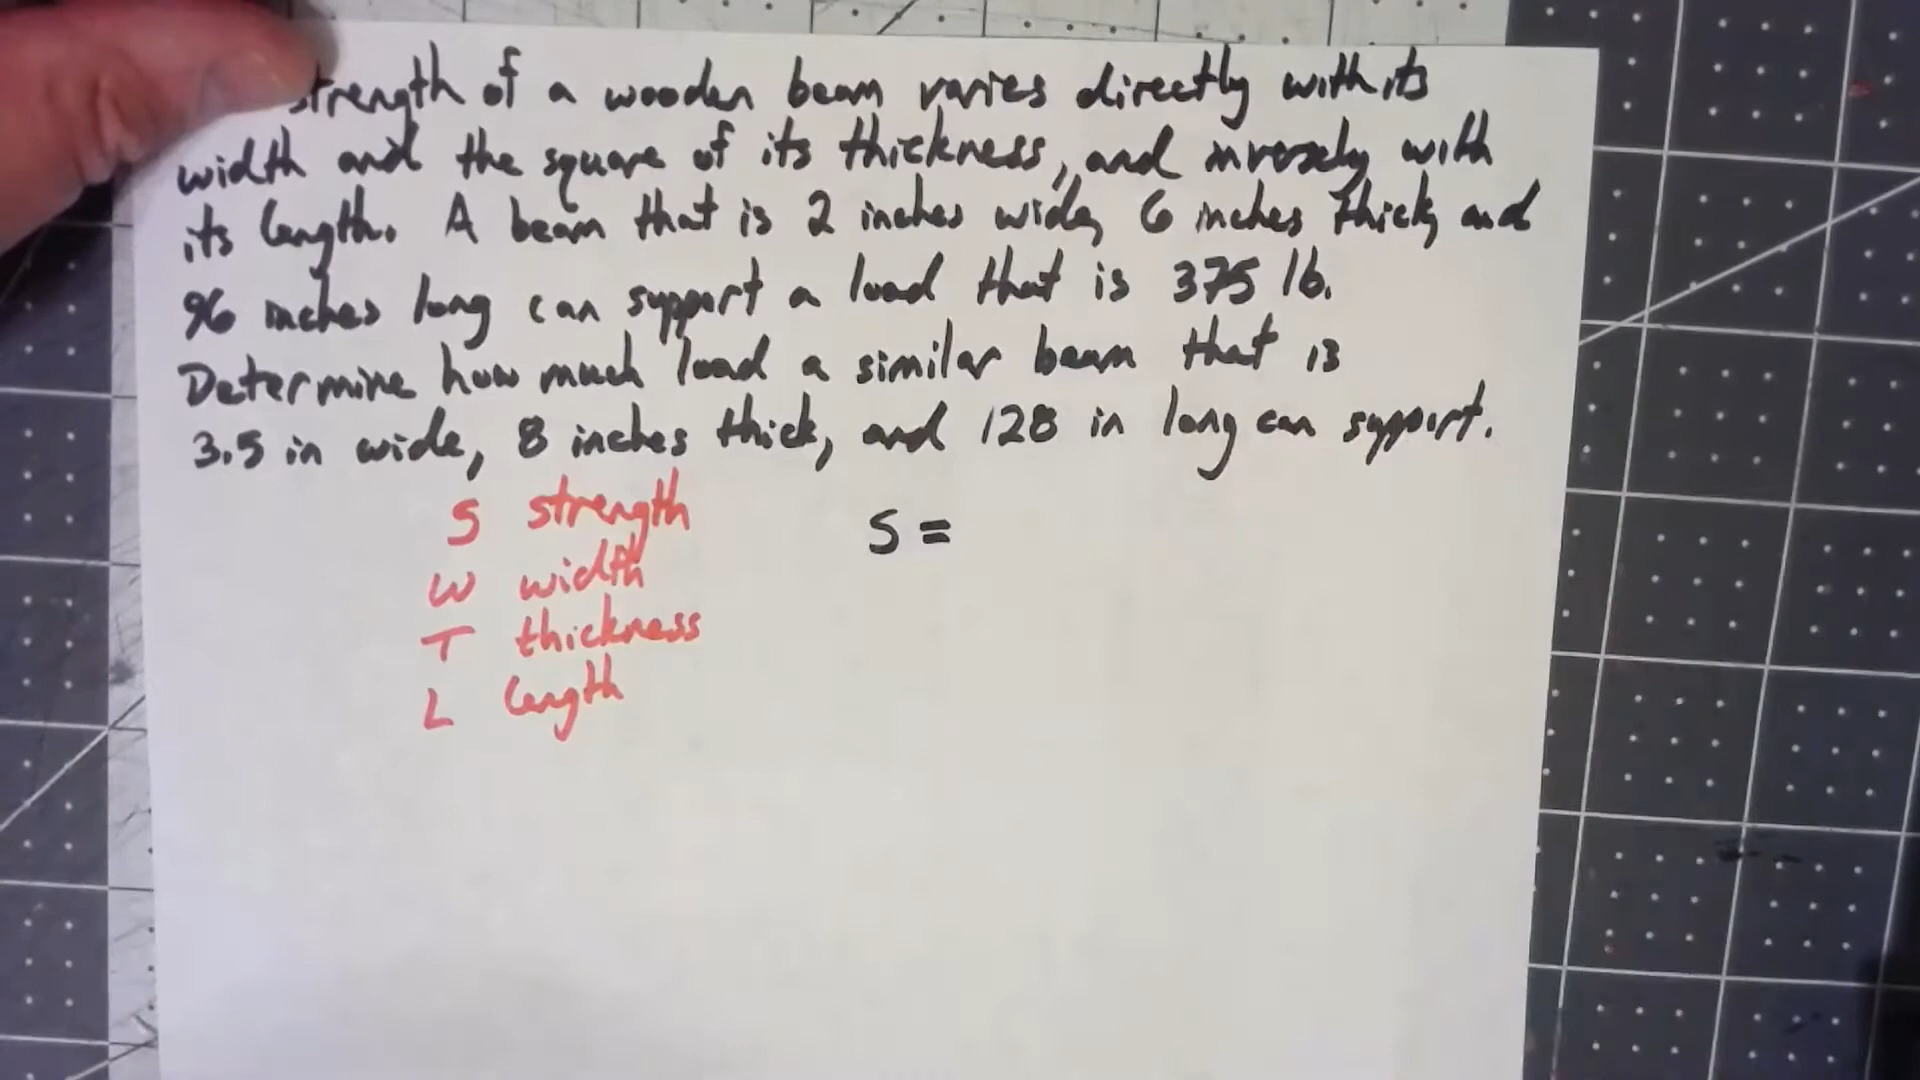 strength of a wooden beam varies directly with its
width and the square of its thickness, and inversely with
its length. A beam that is 2 inches wide, 6 inches thick, and
96 inches long can support a load that is 375 lb.
Determine how much load a similar beam that is
3.5 in wide, 8 inches thick, and 128 in long can support.
S strength
W width
T thickness
L length
S =